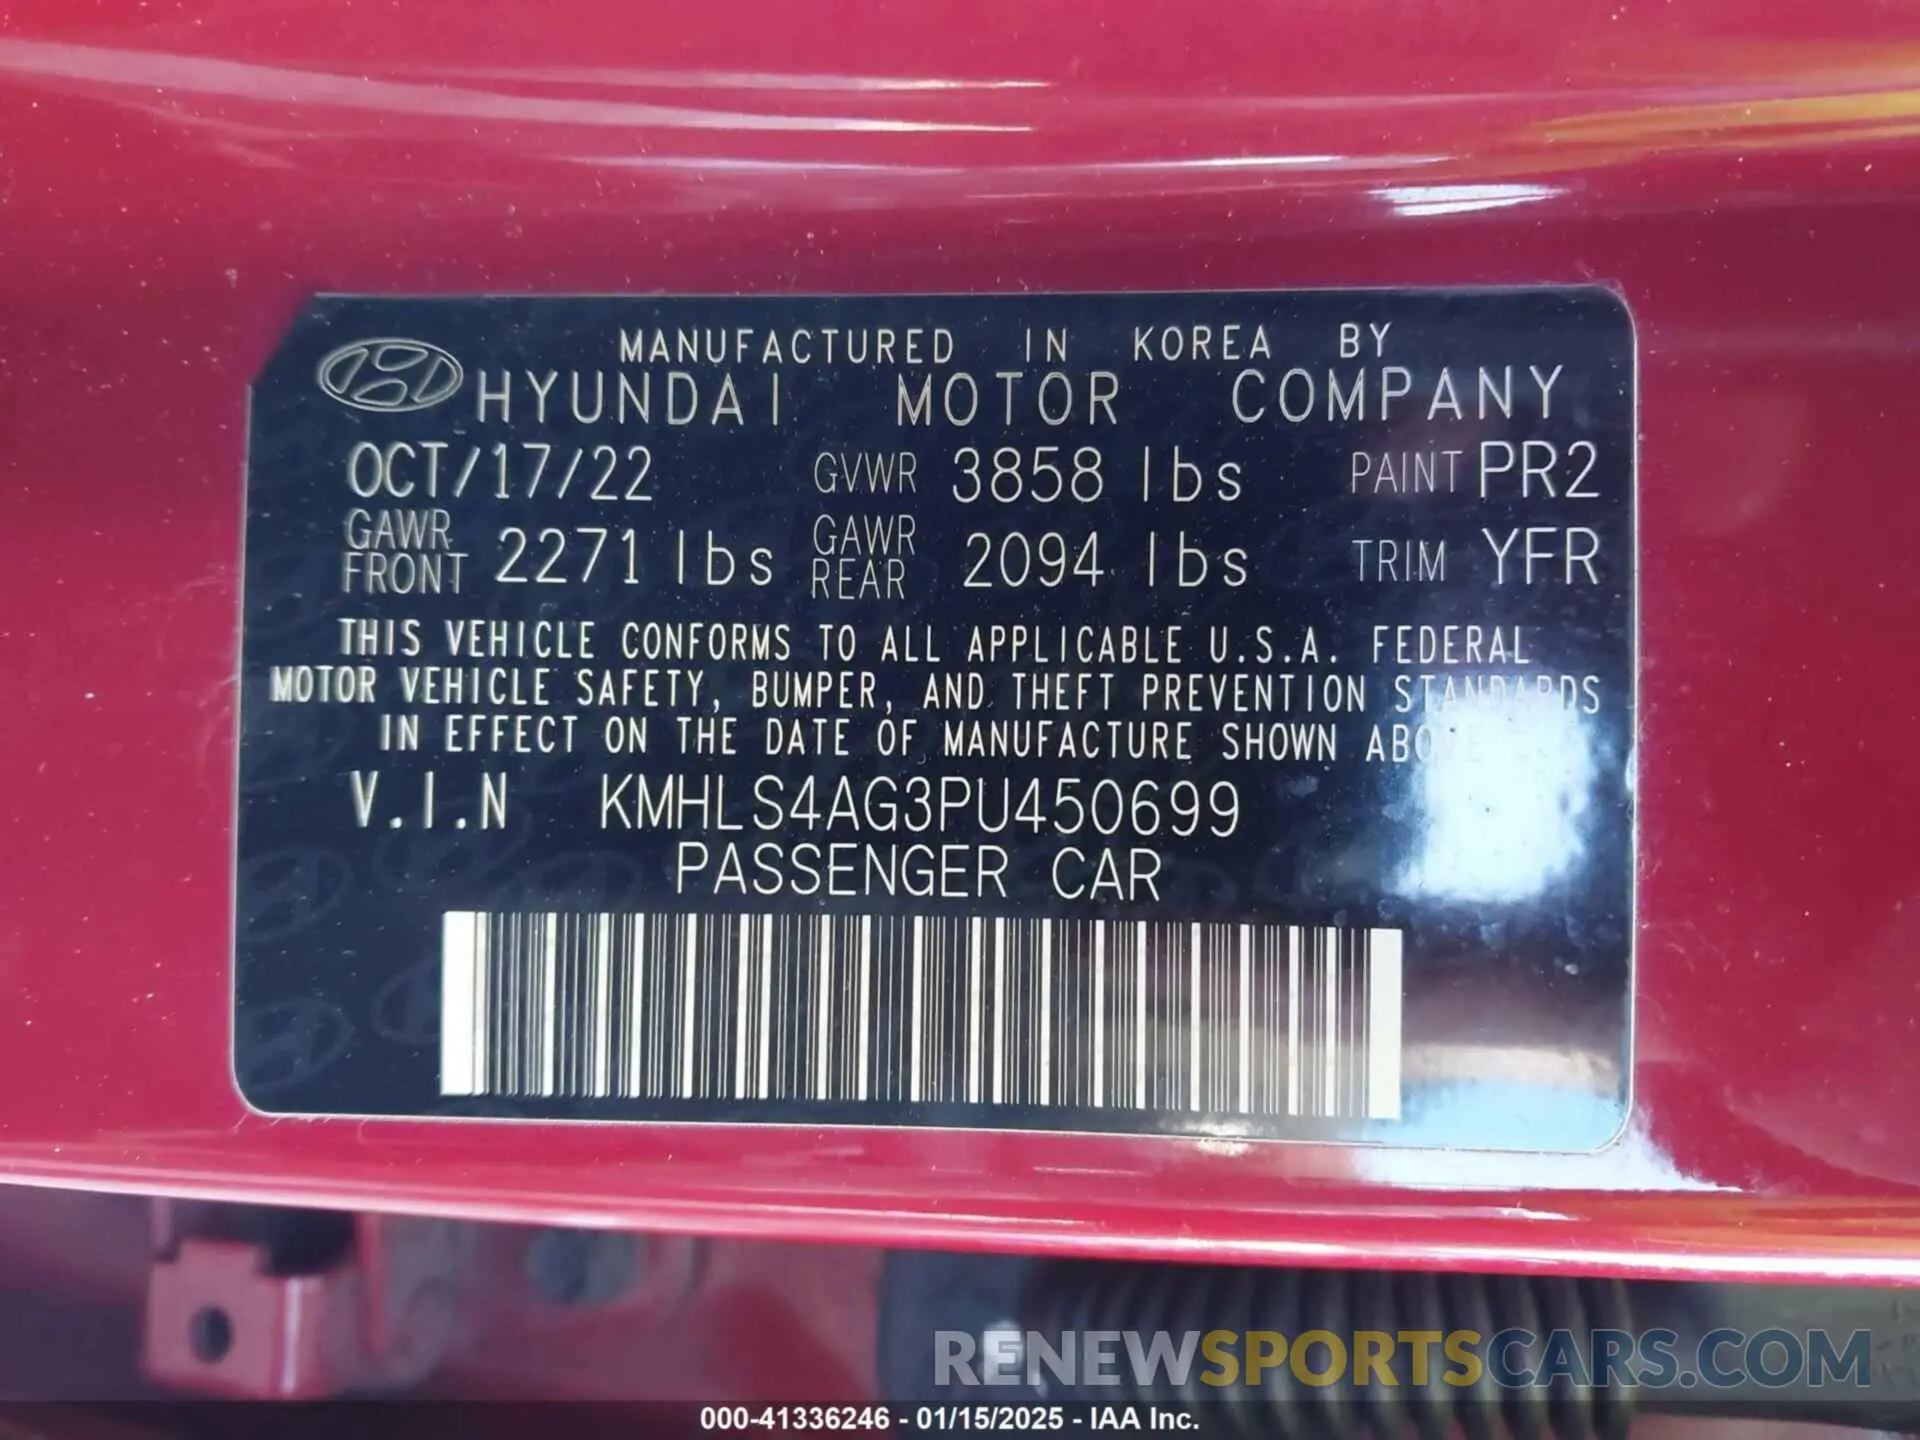 MANUFACTURED IN KOREA BY
HYUNDAI MOTOR COMPANY
OCT/17/22 GVWR 3858 lbs PAINT PR2
GAWR FRONT 2271 lbs GAWR REAR 2094 lbs TRIM YFR
THIS VEHICLE CONFORMS TO ALL APPLICABLE U.S.A. FEDERAL
MOTOR VEHICLE SAFETY, BUMPER, AND THEFT PREVENTION STANDARDS
IN EFFECT ON THE DATE OF MANUFACTURE SHOWN ABOVE
V.I.N KMHLS4AG3PU450699
PASSENGER CAR
RENEWSPORTSCARS.COM
000-41336246 - 01/15/2025 - IAA Inc.